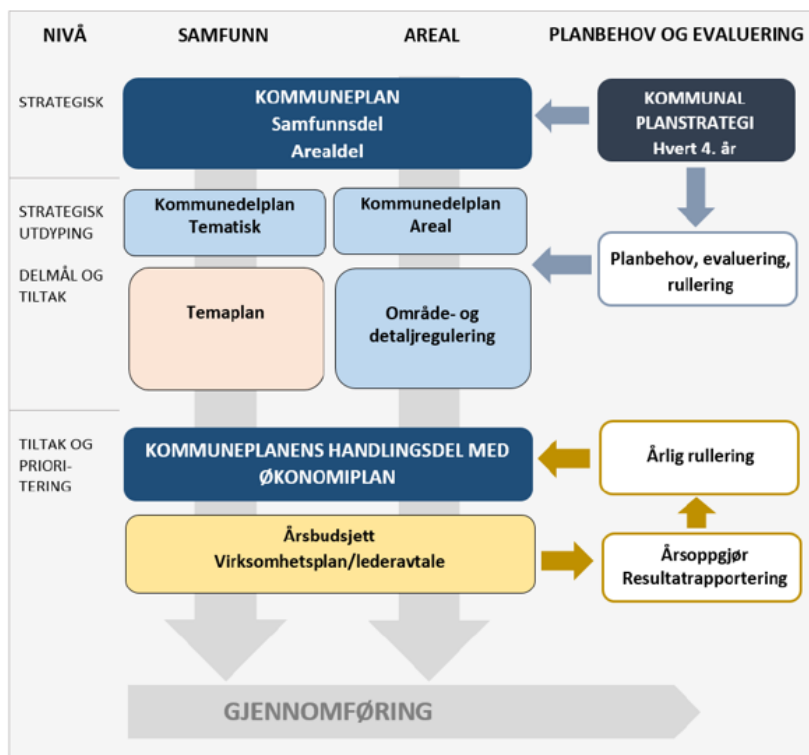 NIVÅ
SAMFUNN
AREAL
PLANBEHOV OG EVALUERING
STRATEGISK
KOMMUNEPLAN
Samfunnsdel
Arealdel
KOMMUNAL
PLANSTRATEGI
Hvert 4. år
STRATEGISK
UTDYPING
Kommunedelplan
Tematisk
Kommunedelplan
Areal
Planbehov, evaluering,
rullering
DELMÅL OG
TILTAK
Temaplan
Område- og
detaljregulering
TILTAK OG
PRIORI-
TERING
KOMMUNEPLANENS HANDLINGSDEL MED
ØKONOMIPLAN
Årlig rullering
Årsbudsjett
Virksomhetsplan/lederavtale
Årsoppgjør
Resultatrapportering
GJENNOMFØRING